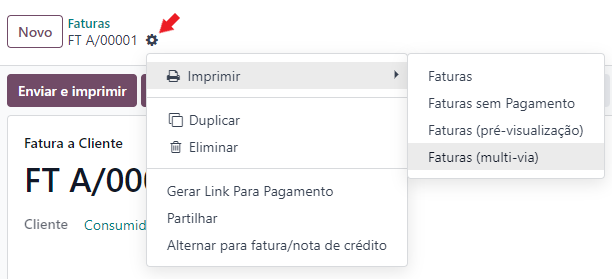 Novo
Faturas
FT A/00001
Imprimir
Faturas
Faturas sem Pagamento
Enviar e imprimir
Faturas (pré-visualização)
Duplicar
Faturas (multi-via)
Eliminar
Fatura a Cliente
FT A/000
Gerar Link Para Pagamento
Partilhar
Cliente
Consumid
Alternar para fatura/nota de crédito